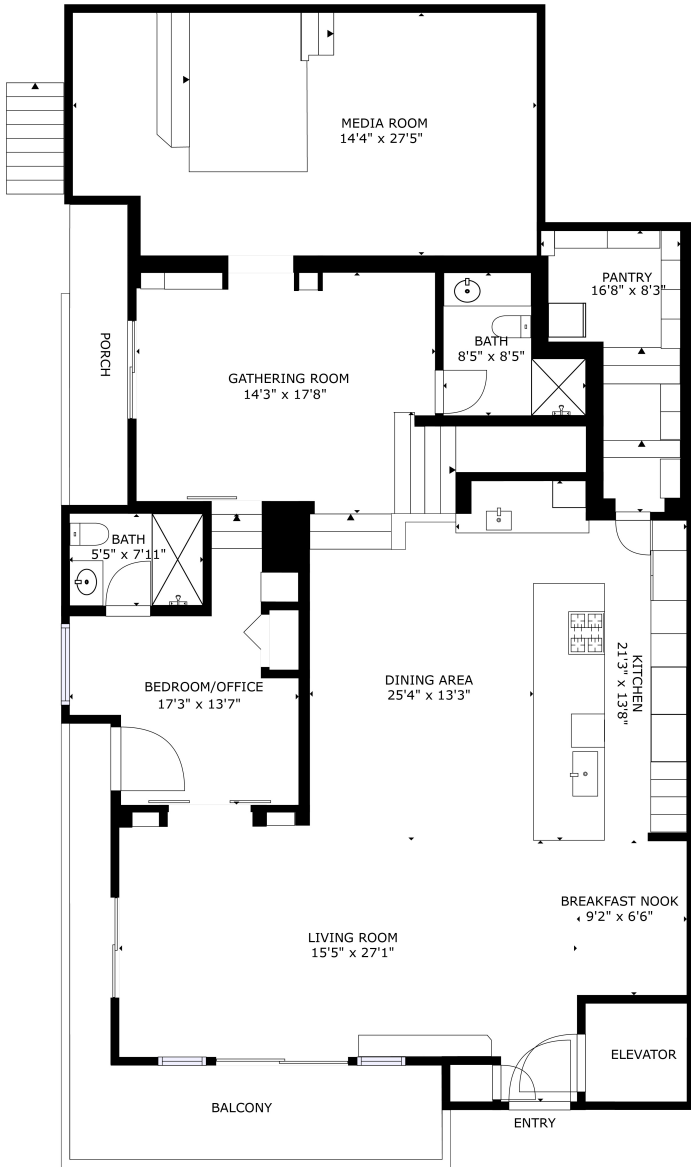 MEDIA ROOM
14'4" x 27'5"
PANTRY
16'8" x 8'3"
PORCH
BATH
8'5" x 8'5"
GATHERING ROOM
14'3" x 17'8"
BATH
5'5" x 7'11"
BEDROOM/OFFICE
17'3" x 13'7"
DINING AREA
25'4" x 13'3"
KITCHEN
21'3" x 13'8"
BREAKFAST NOOK
9'2" x 6'6"
LIVING ROOM
15'5" x 27'1"
ELEVATOR
BALCONY
ENTRY